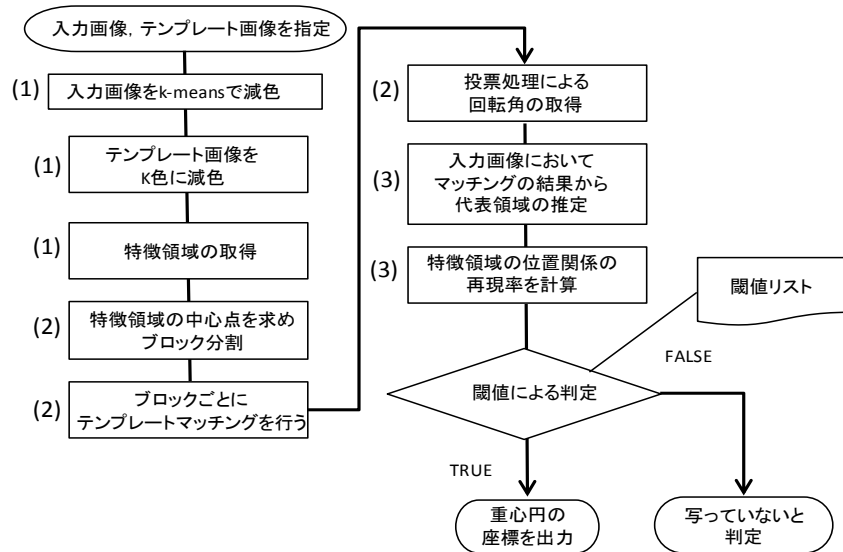 入力画像，テンプレート画像を指定
(1)
入力画像をk-meansで減色
(1)
テンプレート画像を
K色に減色
(1)
特徴領域の取得
(2)
特徴領域の中心点を求め
ブロック分割
(2)
ブロックごとに
テンプレートマッチングを行う
(2)
投票処理による
回転角の取得
(3)
入力画像において
マッチングの結果から
代表領域の推定
(3)
特徴領域の位置関係の
再現率を計算
閾値リスト
閾値による判定
FALSE
TRUE
重心円の
座標を出力
写っていないと
判定